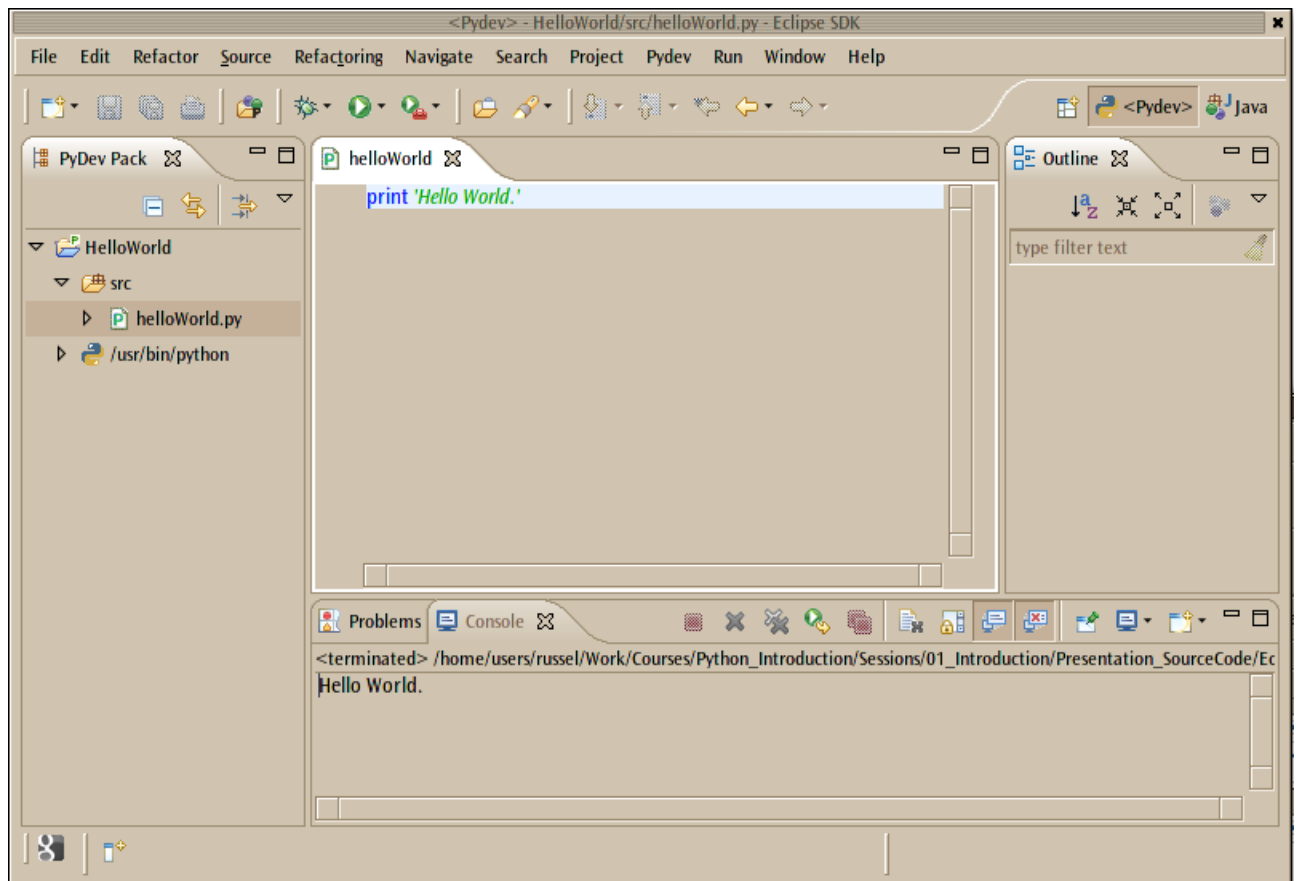 <Pydev> - HelloWorld/src/helloWorld.py - Eclipse SDK
File Edit Refactor Source Refactoring Navigate Search Project Pydev Run Window Help
<Pydev> Java
PyDev Pack
helloWorld
Outline
print 'Hello World.'
type filter text
HelloWorld
src
helloWorld.py
/usr/bin/python
Problems Console
<terminated> /home/users/russel/Work/Courses/Python_Introduction/Sessions/01_Introduction/Presentation_SourceCode/Ec
Hello World.